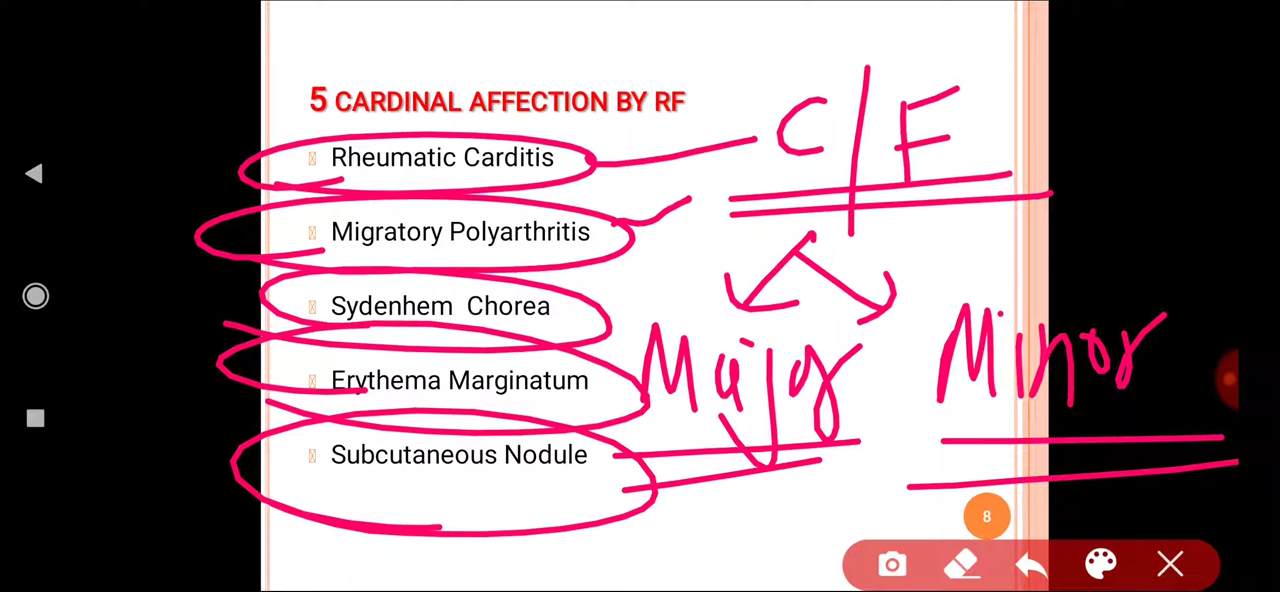 5 CARDINAL AFFECTION BY RF
C/F
Rheumatic Carditis
Migratory Polyarthritis
Sydenhem Chorea
Major Minor
Erythema Marginatum
Subcutaneous Nodule
8